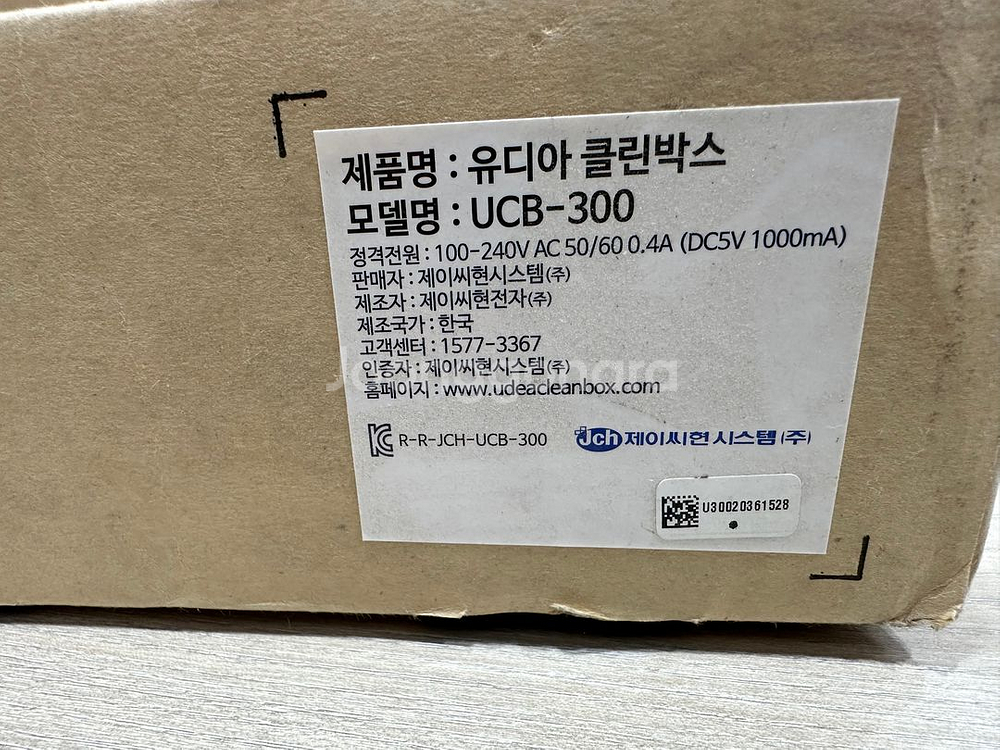 제품명 : 유디아 클린박스
모델명 : UCB-300
정격전원 : 100-240V AC 50/60 0.4A (DC5V 1000mA)
판매자 : 제이씨현시스템(주)
제조자 : 제이씨현전자(주)
제조국가 : 한국
고객센터 : 1577-3367
인증자 : 제이씨현시스템(주)
홈페이지 : www.udeacleanbox.com
R-R-JCH-UCB-300
Jch 제이씨현시스템(주)
U30020361528